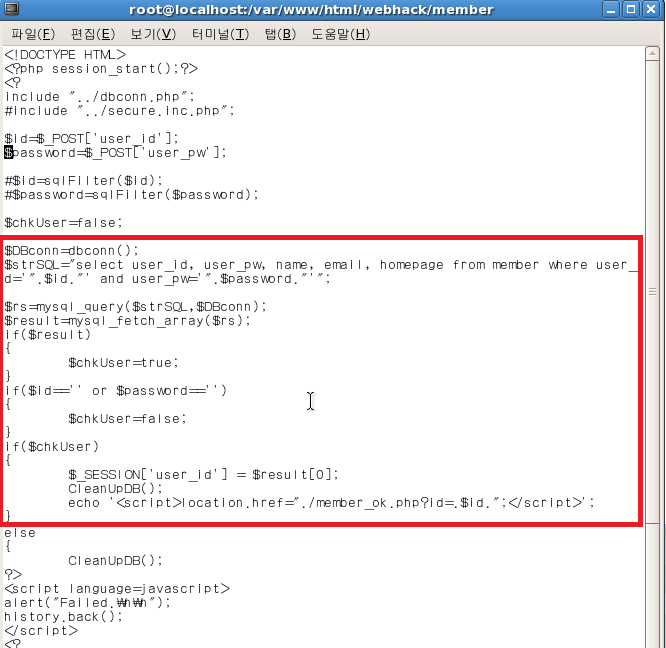 root@localhost:/var/www/html/webhack/member
파일(F) 편집(E) 보기(V) 터미널(T) 탭(B) 도움말(H)
<!DOCTYPE HTML>
<?php session_start();?>
<?
include "../dbconn.php";
#include "../secure.inc.php";
$id=$_POST['user_id'];
$password=$_POST['user_pw'];
#$id=sqlFilter($id);
#$password=sqlFilter($password);
$chkUser=false;
$DBconn=dbconn();
$strSQL="select user_id, user_pw, name, email, homepage from member where user_
d='".$id."' and user_pw='".$password."'";
$rs=mysql_query($strSQL,$DBconn);
$result=mysql_fetch_array($rs);
if($result)
{
$chkUser=true;
}
if($id=='' or $password=='')
{
$chkUser=false;
}
if($chkUser)
{
$_SESSION['user_id'] = $result[0];
CleanUpDB();
echo '<script>location.href="./member_ok.php?id=.$id.";</script>';
}
else
{
CleanUpDB();
?>
<script language=javascript>
alert("Failed.₩n₩n");
history.back();
</script>
<?